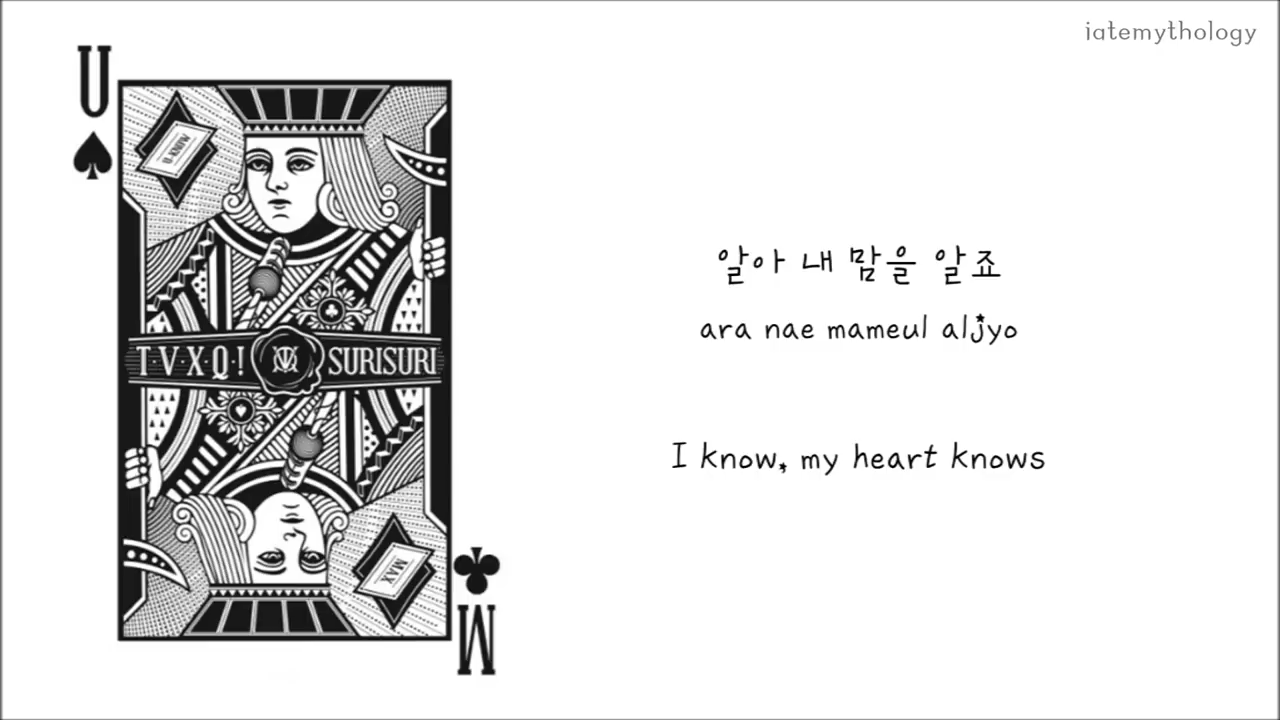 iatemythology
U
U-KNOW
T·V·X·Q·! SURISURI
MAX
M
알아 내 맘을 알죠
ara nae mameul aljyo
I know, my heart knows